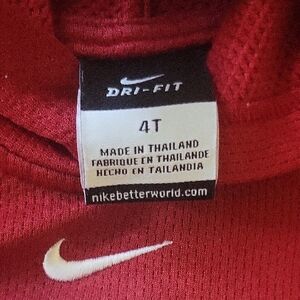 DRI-FIT
4T
MADE IN THAILAND
FABRIQUE EN THAILANDE
HECHO EN TAILANDIA
nikebetterworld.com